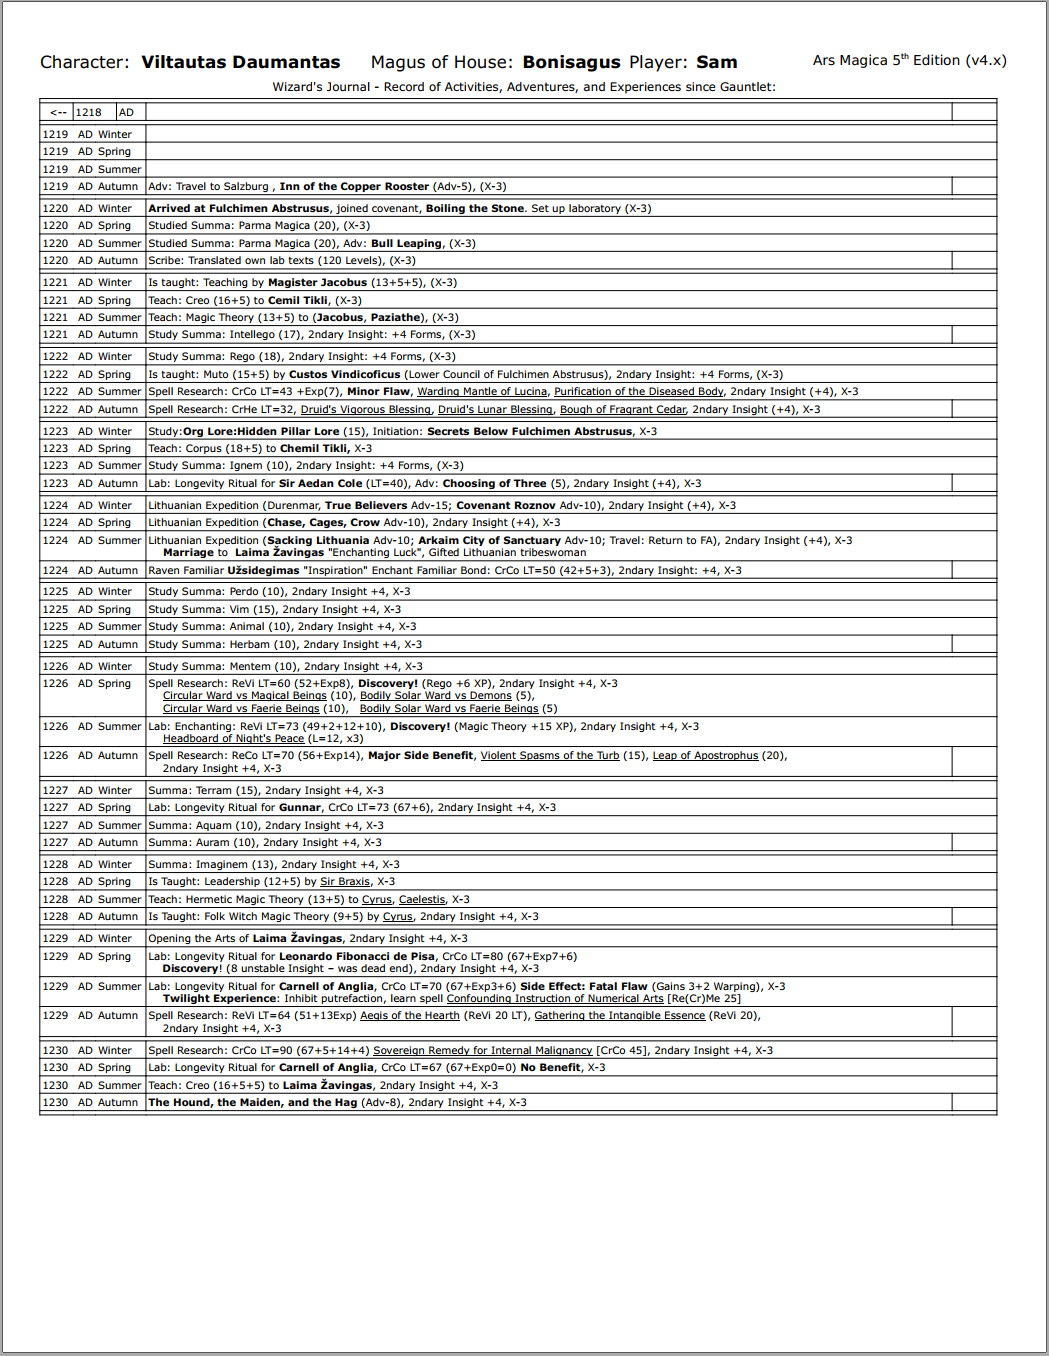 Character: Viltautas Daumantas Magus of House: Bonisagus Player: Sam Ars Magica 5th Edition (v4.x)
Wizard's Journal - Record of Activities, Adventures, and Experiences since Gauntlet:
<-- 1218 AD
1219 AD Winter
1219 AD Spring
1219 AD Summer
1219 AD Autumn Adv: Travel to Salzburg , Inn of the Copper Rooster (Adv-5), (X-3)
1220 AD Winter Arrived at Fulchimen Abstrusus, joined covenant, Boiling the Stone. Set up laboratory (X-3)
1220 AD Spring Studied Summa: Parma Magica (20), (X-3)
1220 AD Summer Studied Summa: Parma Magica (20), Adv: Bull Leaping, (X-3)
1220 AD Autumn Scribe: Translated own lab texts (120 Levels), (X-3)
1221 AD Winter Is taught: Teaching by Magister Jacobus (13+5+5), (X-3)
1221 AD Spring Teach: Creo (16+5) to Cemil Tikli, (X-3)
1221 AD Summer Teach: Magic Theory (13+5) to (Jacobus, Paziathe), (X-3)
1221 AD Autumn Study Summa: Intellego (17), 2ndary Insight: +4 Forms, (X-3)
1222 AD Winter Study Summa: Rego (18), 2ndary Insight: +4 Forms, (X-3)
1222 AD Spring Is taught: Muto (15+5) by Custos Vindicoficus (Lower Council of Fulchimen Abstrusus), 2ndary Insight: +4 Forms, (X-3)
1222 AD Summer Spell Research: CrCo LT=43 +Exp(7), Minor Flaw, Warding Mantle of Lucina, Purification of the Diseased Body, 2ndary Insight (+4), X-3
1222 AD Autumn Spell Research: CrHe LT=32, Druid's Vigorous Blessing, Druid's Lunar Blessing, Bough of Fragrant Cedar, 2ndary Insight (+4), X-3
1223 AD Winter Study:Org Lore:Hidden Pillar Lore (15), Initiation: Secrets Below Fulchimen Abstrusus, X-3
1223 AD Spring Teach: Corpus (18+5) to Chemil Tikli, X-3
1223 AD Summer Study Summa: Ignem (10), 2ndary Insight: +4 Forms, (X-3)
1223 AD Autumn Lab: Longevity Ritual for Sir Aedan Cole (LT=40), Adv: Choosing of Three (5), 2ndary Insight (+4), X-3
1224 AD Winter Lithuanian Expedition (Durenmar, True Believers Adv-15; Covenant Roznov Adv-10), 2ndary Insight (+4), X-3
1224 AD Spring Lithuanian Expedition (Chase, Cages, Crow Adv-10), 2ndary Insight (+4), X-3
1224 AD Summer Lithuanian Expedition (Sacking Lithuania Adv-10; Arkaim City of Sanctuary Adv-10; Travel: Return to FA), 2ndary Insight (+4), X-3
Marriage to Laima Žavingas "Enchanting Luck", Gifted Lithuanian tribeswoman
1224 AD Autumn Raven Familiar Užsidegimas "Inspiration" Enchant Familiar Bond: CrCo LT=50 (42+5+3), 2ndary Insight: +4, X-3
1225 AD Winter Study Summa: Perdo (10), 2ndary Insight +4, X-3
1225 AD Spring Study Summa: Vim (15), 2ndary Insight +4, X-3
1225 AD Summer Study Summa: Animal (10), 2ndary Insight +4, X-3
1225 AD Autumn Study Summa: Herbam (10), 2ndary Insight +4, X-3
1226 AD Winter Study Summa: Mentem (10), 2ndary Insight +4, X-3
1226 AD Spring Spell Research: ReVi LT=60 (52+Exp8), Discovery! (Rego +6 XP), 2ndary Insight +4, X-3
Circular Ward vs Magical Beings (10), Bodily Solar Ward vs Demons (5),
Circular Ward vs Faerie Beings (10), Bodily Solar Ward vs Faerie Beings (5)
1226 AD Summer Lab: Enchanting: ReVi LT=73 (49+2+12+10), Discovery! (Magic Theory +15 XP), 2ndary Insight +4, X-3
Headboard of Night's Peace (L=12, x3)
1226 AD Autumn Spell Research: ReCo LT=70 (56+Exp14), Major Side Benefit, Violent Spasms of the Turb (15), Leap of Apostrophus (20),
2ndary Insight +4, X-3
1227 AD Winter Summa: Terram (15), 2ndary Insight +4, X-3
1227 AD Spring Lab: Longevity Ritual for Gunnar, CrCo LT=73 (67+6), 2ndary Insight +4, X-3
1227 AD Summer Summa: Aquam (10), 2ndary Insight +4, X-3
1227 AD Autumn Summa: Auram (10), 2ndary Insight +4, X-3
1228 AD Winter Summa: Imaginem (13), 2ndary Insight +4, X-3
1228 AD Spring Is Taught: Leadership (12+5) by Sir Braxis, X-3
1228 AD Summer Teach: Hermetic Magic Theory (13+5) to Cyrus, Caelestis, X-3
1228 AD Autumn Is Taught: Folk Witch Magic Theory (9+5) by Cyrus, 2ndary Insight +4, X-3
1229 AD Winter Opening the Arts of Laima Žavingas, 2ndary Insight +4, X-3
1229 AD Spring Lab: Longevity Ritual for Leonardo Fibonacci de Pisa, CrCo LT=80 (67+Exp7+6)
Discovery! (8 unstable Insight – was dead end), 2ndary Insight +4, X-3
1229 AD Summer Lab: Longevity Ritual for Carnell of Anglia, CrCo LT=70 (67+Exp3+6) Side Effect: Fatal Flaw (Gains 3+2 Warping), X-3
Twilight Experience: Inhibit putrefaction, learn spell Confounding Instruction of Numerical Arts [Re(Cr)Me 25]
1229 AD Autumn Spell Research: ReVi LT=64 (51+13Exp) Aegis of the Hearth (ReVi 20 LT), Gathering the Intangible Essence (ReVi 20),
2ndary Insight +4, X-3
1230 AD Winter Spell Research: CrCo LT=90 (67+5+14+4) Sovereign Remedy for Internal Malignancy [CrCo 45], 2ndary Insight +4, X-3
1230 AD Spring Lab: Longevity Ritual for Carnell of Anglia, CrCo LT=67 (67+Exp0=0) No Benefit, X-3
1230 AD Summer Teach: Creo (16+5+5) to Laima Žavingas, 2ndary Insight +4, X-3
1230 AD Autumn The Hound, the Maiden, and the Hag (Adv-8), 2ndary Insight +4, X-3